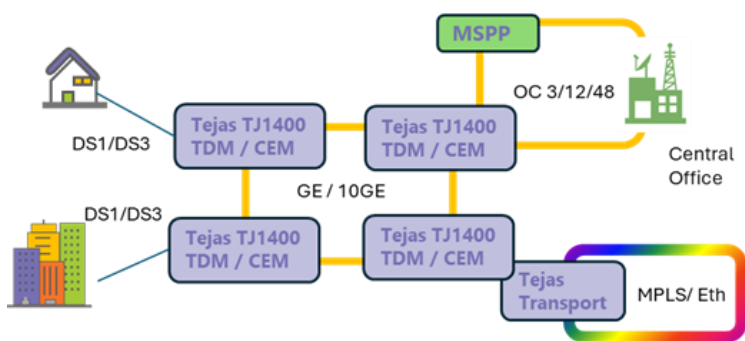 MSPP
OC 3/12/48
Tejas TJ1400
TDM / CEM
Tejas TJ1400
TDM / CEM
DS1/DS3
Central
Office
GE / 10GE
DS1/DS3
Tejas TJ1400
TDM / CEM
Tejas TJ1400
TDM / CEM
Tejas
Transport
MPLS/ Eth